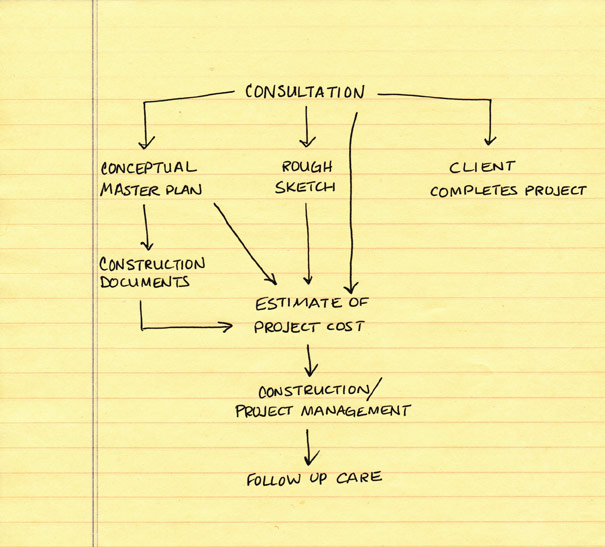 CONSULTATION
CONCEPTUAL
MASTER PLAN
ROUGH
SKETCH
CLIENT
COMPLETES PROJECT
CONSTRUCTION
DOCUMENTS
ESTIMATE OF
PROJECT COST
CONSTRUCTION/
PROJECT MANAGEMENT
FOLLOW UP CARE